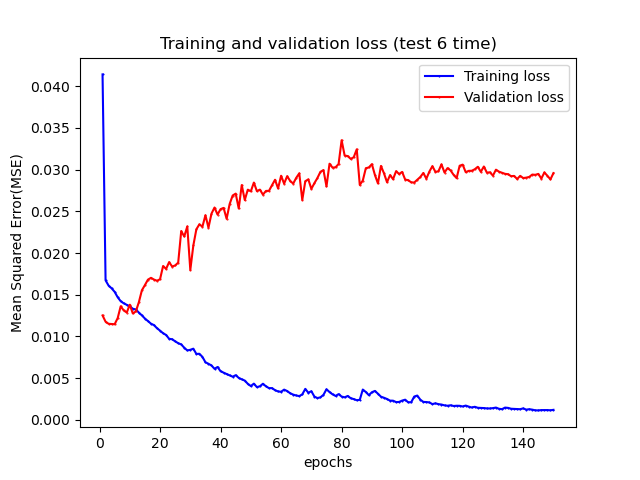 Training and validation loss (test 6 time)
Training loss
Validation loss
Mean Squared Error(MSE)
0.040
0.035
0.030
0.025
0.020
0.015
0.010
0.005
0.000
0 20 40 60 80 100 120 140
epochs